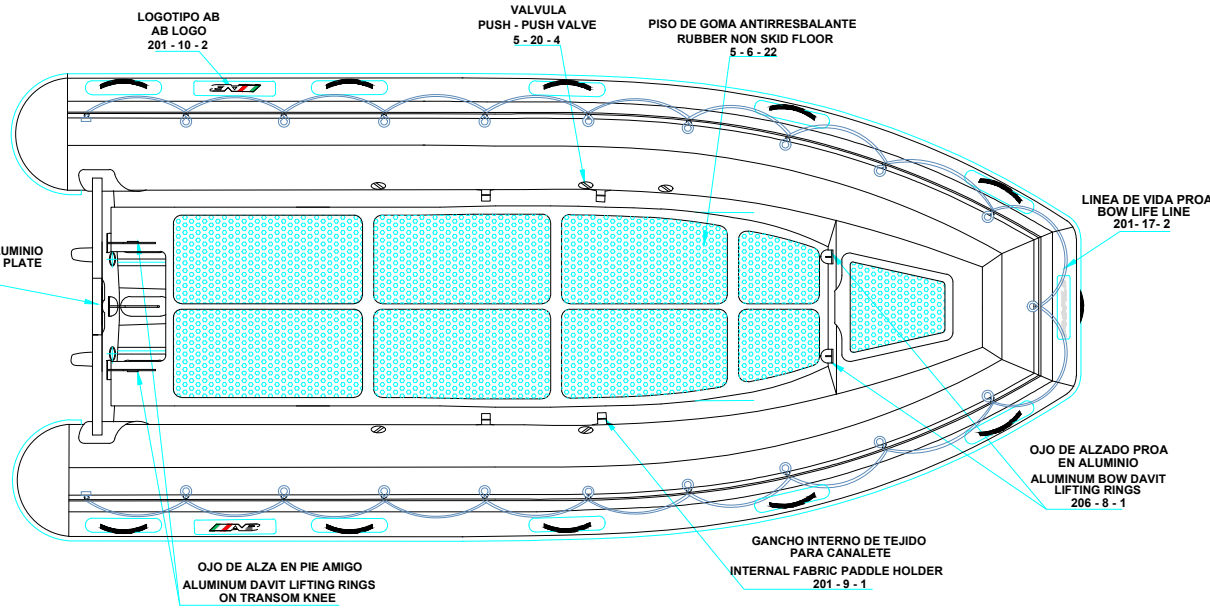 LOGOTIPO AB
AB LOGO
201 - 10 - 2
VALVULA
PUSH - PUSH VALVE
5 - 20 - 4
PISO DE GOMA ANTIRRESBALANTE
RUBBER NON SKID FLOOR
5 - 6 - 22
LINEA DE VIDA PROA
BOW LIFE LINE
201- 17- 2
UMINIO
PLATE
OJO DE ALZADO PROA
EN ALUMINIO
ALUMINUM BOW DAVIT
LIFTING RINGS
206 - 8 - 1
GANCHO INTERNO DE TEJIDO
PARA CANALETE
INTERNAL FABRIC PADDLE HOLDER
201 - 9 - 1
OJO DE ALZA EN PIE AMIGO
ALUMINUM DAVIT LIFTING RINGS
ON TRANSOM KNEE